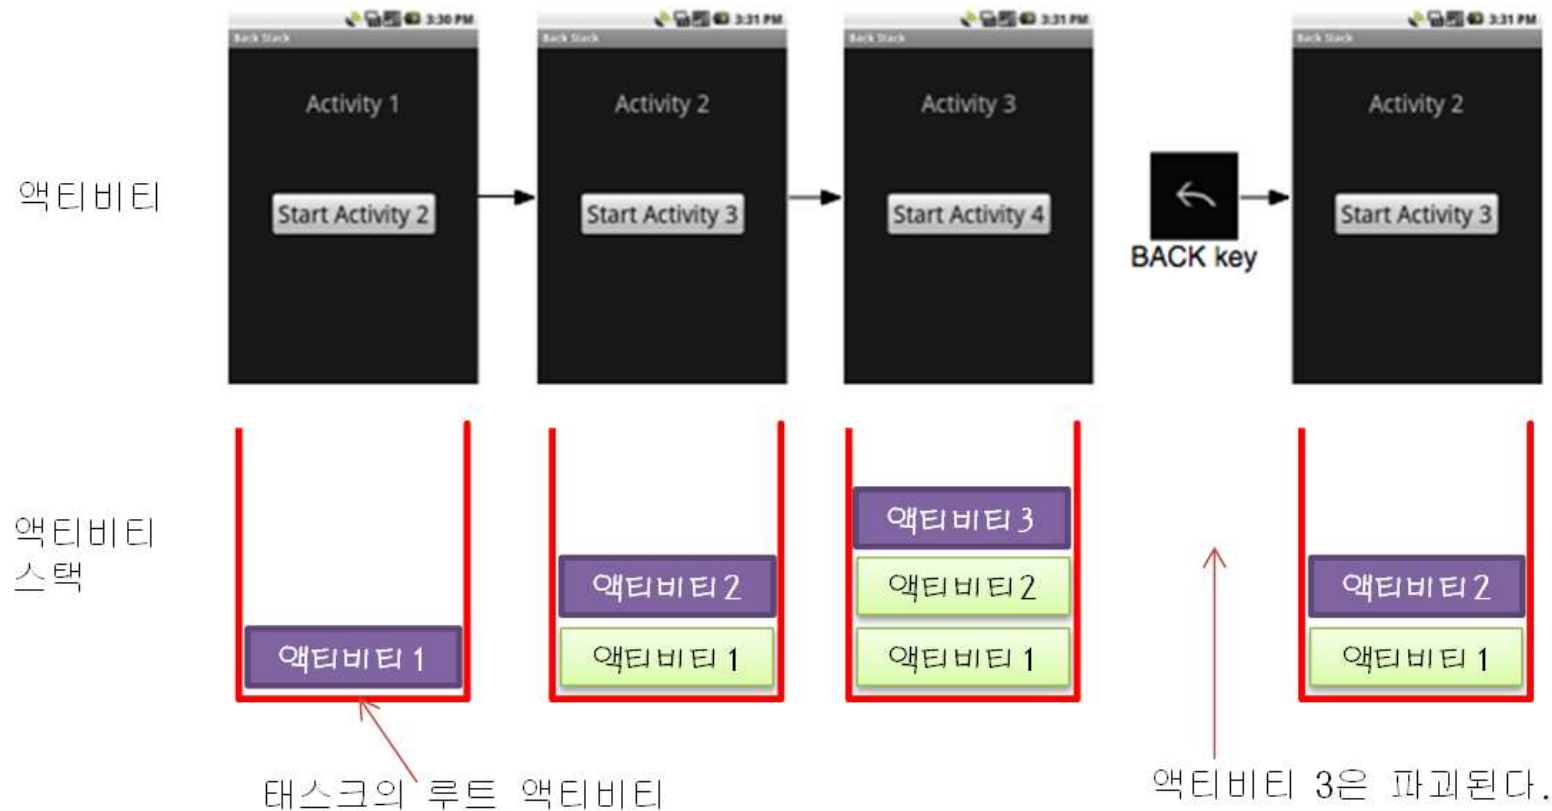 3:30 PM
Back Stack
Activity 1
Start Activity 2
3:31 PM
Back Stack
Activity 2
Start Activity 3
3:31 PM
Back Stack
Activity 3
Start Activity 4
BACK key
3:31 PM
Back Stack
Activity 2
Start Activity 3
액티비티
액티비티
스택
액티비티 1
액티비티2
액티비티 1
액티비티3
액티비티2
액티비티 1
액티비티2
액티비티 1
태스크의 루트 액티비티
액티비티 3은 파괴된다.